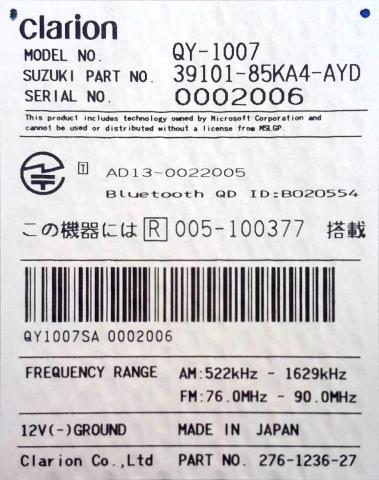 clarion
MODEL NO. QY-1007
SUZUKI PART NO. 39101-85KA4-AYD
SERIAL NO. 0002006
This product includes technology owned by Microsoft Corporation and
cannot be used or distributed without a license from MSLGP.
T AD13-0022005
Bluetooth QD ID:B020554
この機器には R 005-100377 搭載
QY1007SA 0002006
FREQUENCY RANGE AM:522kHz - 1629kHz
FM:76.0MHz - 90.0MHz
12V(-)GROUND MADE IN JAPAN
Clarion Co.,Ltd PART NO. 276-1236-27